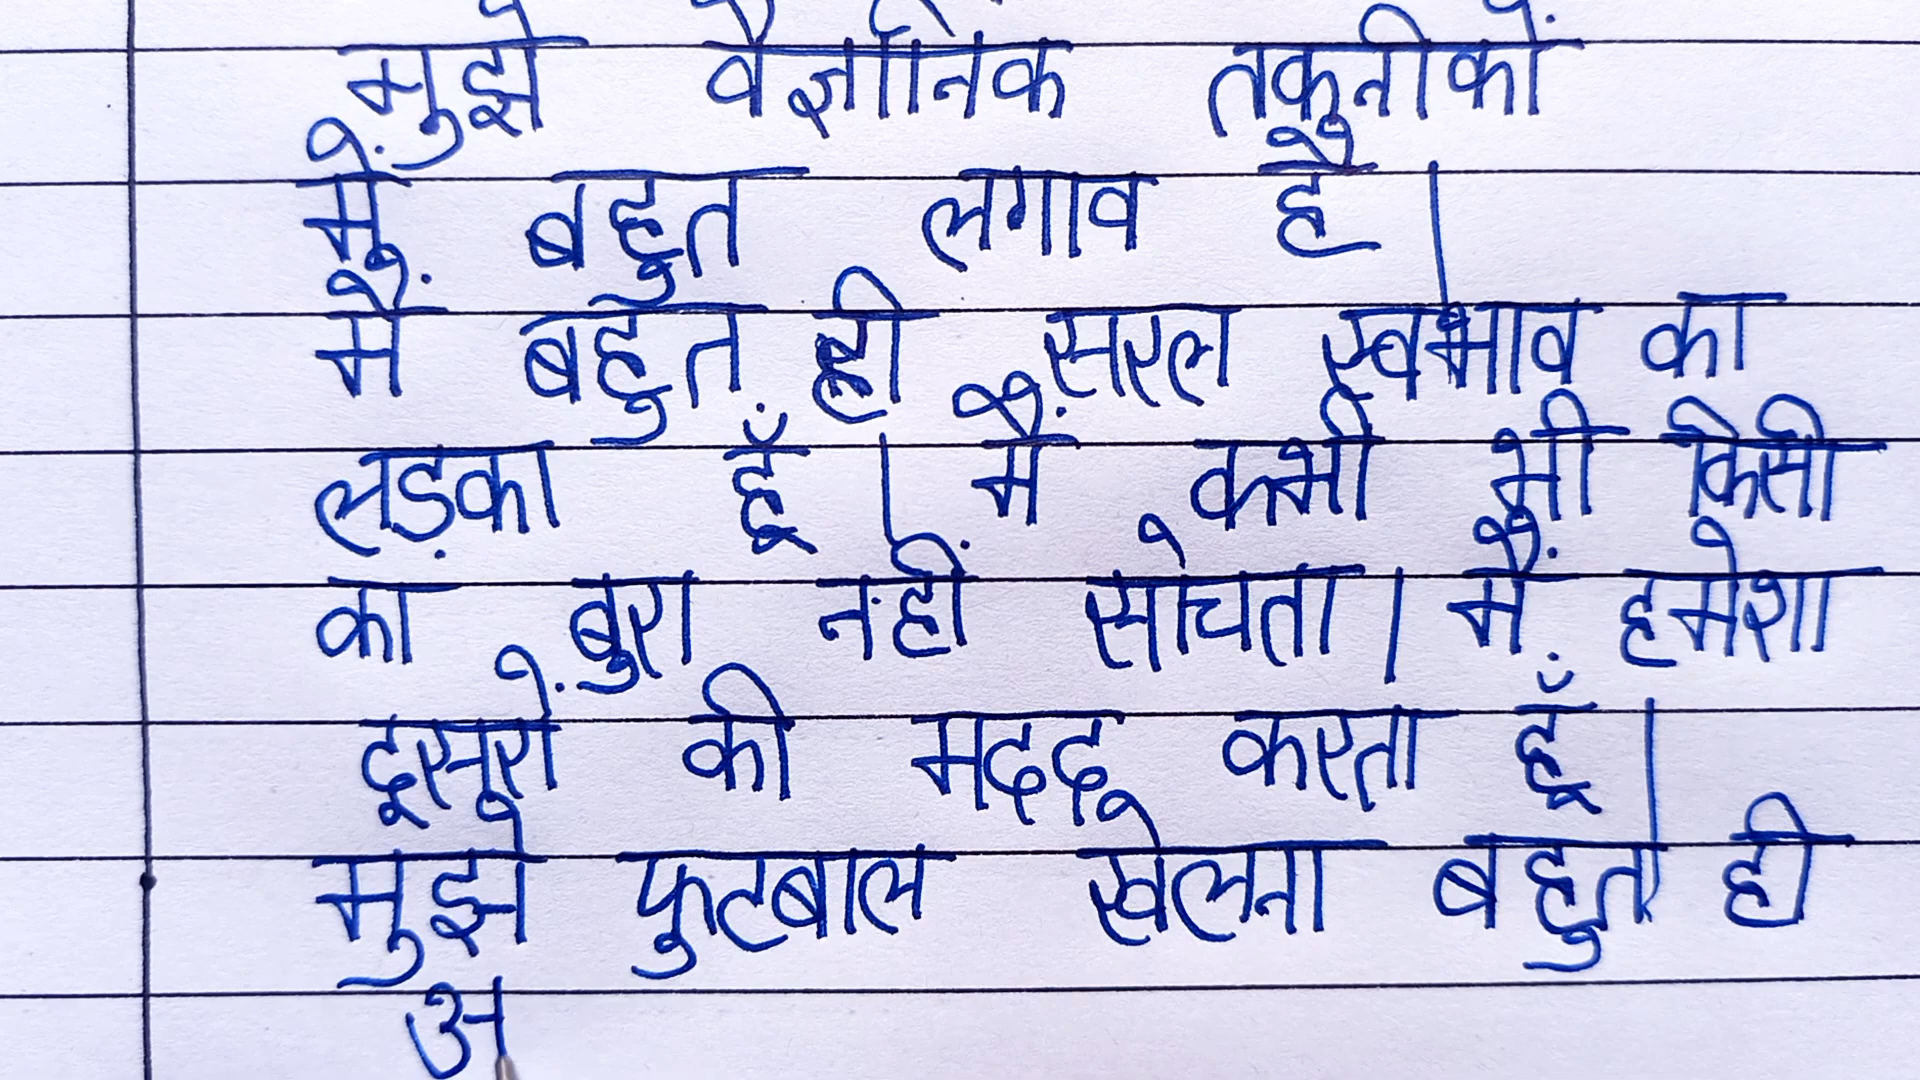 मुझे वैज्ञानिक तकनीकों
में बहुत लगाव है।
मैं बहुत ही सरल स्वभाव का
लड़का हूँ। मैं कभी भी किसी
का बुरा नहीं सोचता। मैं हमेशा
दूसरों की मदद करता हूँ।
मुझे फुटबाल खेलना बहुत ही
अ